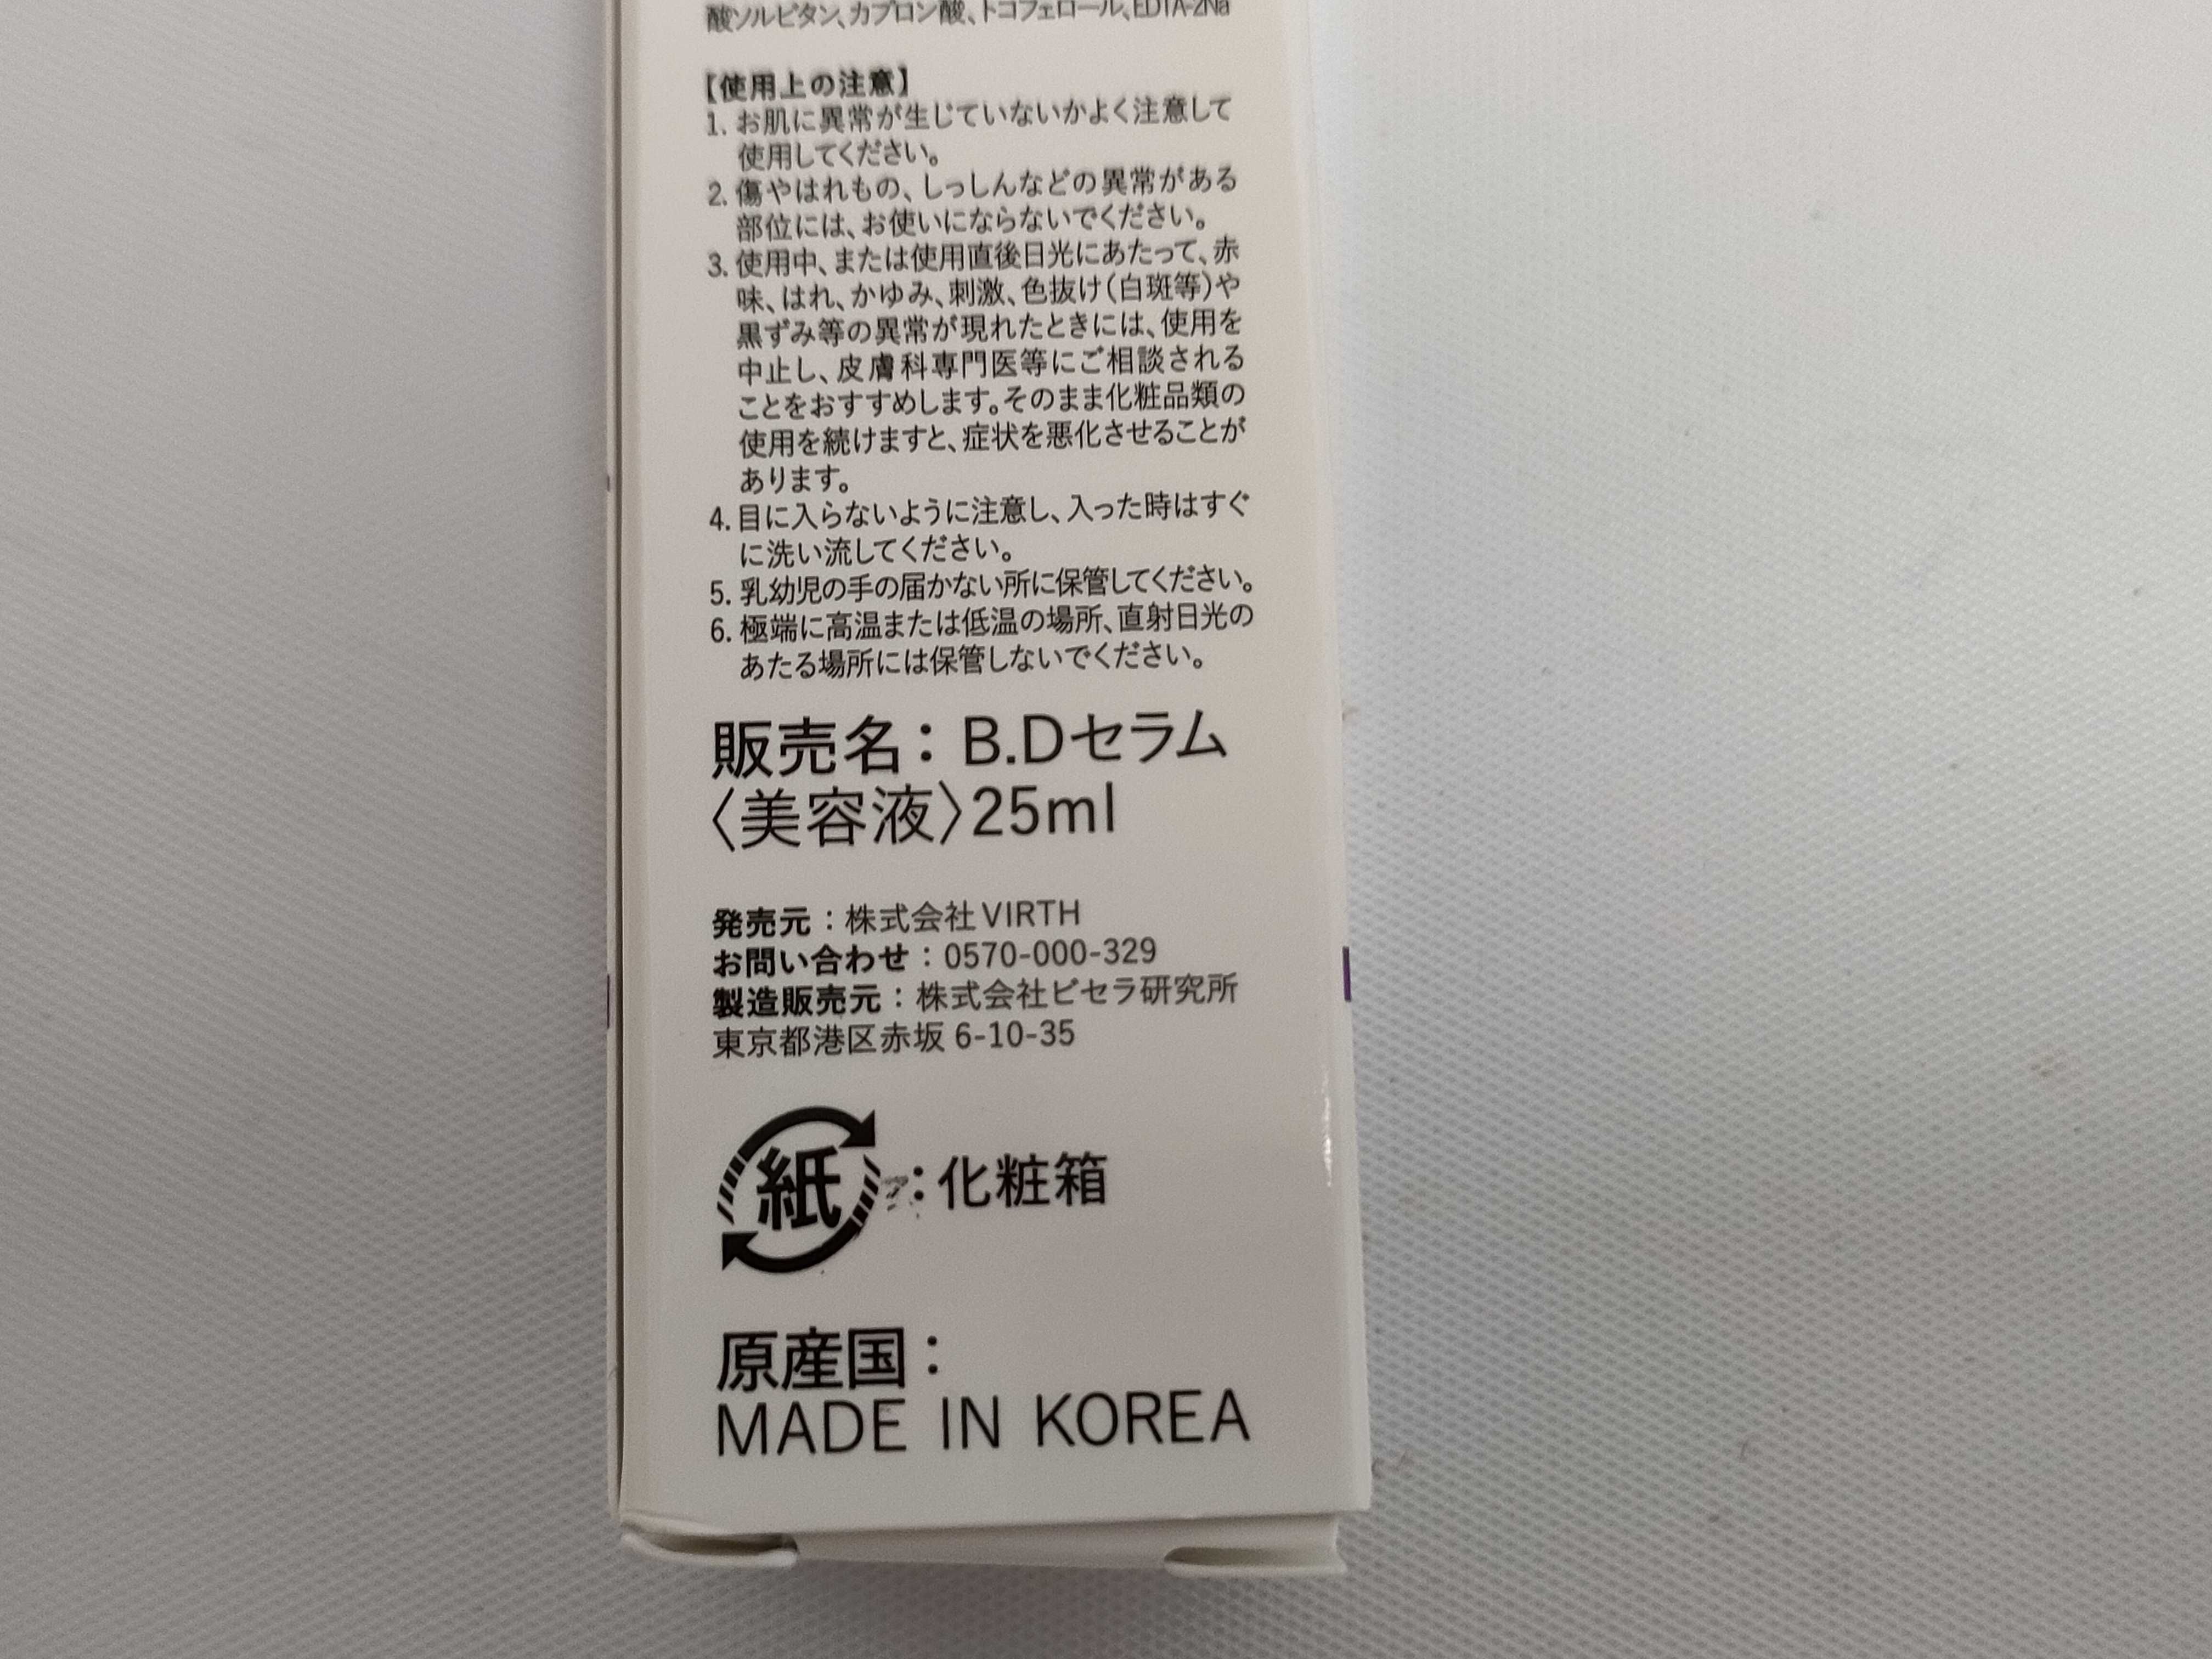 酸ソルビタン、カプロン酸、トコフェロール、EDTA-2Na
【使用上の注意】
1. お肌に異常が生じていないかよく注意して
使用してください。
2. 傷やはれもの、しっしんなどの異常がある
部位には、お使いにならないでください。
3. 使用中、または使用直後日光にあたって、赤
味、はれ、かゆみ、刺激、色抜け(白斑等)や
黒ずみ等の異常が現れたときには、使用を
中止し、皮膚科専門医等にご相談される
ことをおすすめします。そのまま化粧品類の
使用を続けますと、症状を悪化させることが
あります。
4. 目に入らないように注意し、入った時はすぐ
に洗い流してください。
5. 乳幼児の手の届かない所に保管してください。
6. 極端に高温または低温の場所、直射日光の
あたる場所には保管しないでください。
販売名：B.Dセラム
〈美容液〉25ml
発売元：株式会社VIRTH
お問い合わせ：0570-000-329
製造販売元：株式会社ビセラ研究所
東京都港区赤坂 6-10-35
紙：化粧箱
原産国：
MADE IN KOREA